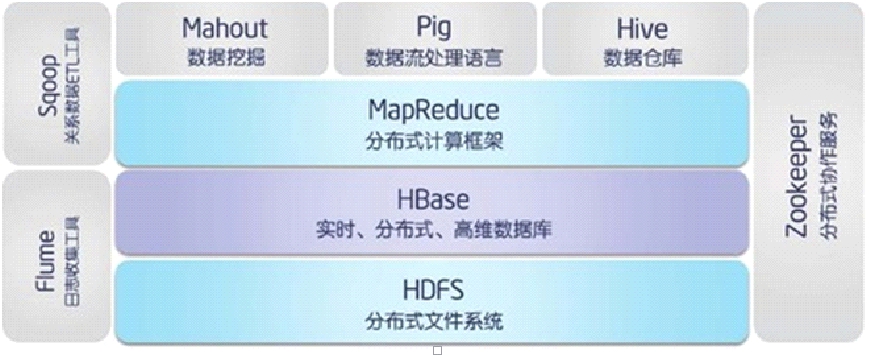 Sqoop
关系数据ETL工具
Flume
日志收集工具
Mahout
数据挖掘
Pig
数据流处理语言
Hive
数据仓库
MapReduce
分布式计算框架
HBase
实时、分布式、高维数据库
HDFS
分布式文件系统
Zookeeper
分布式协作服务